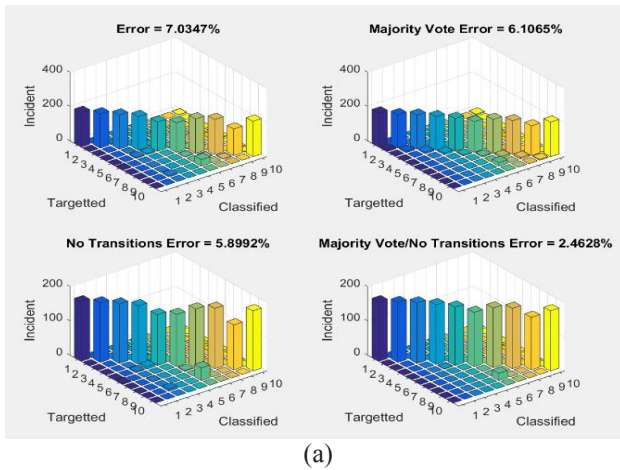 Error = 7.0347%
Incident
400
200
0
1 2 3 4 5 6 7 8 9 10
Targetted
1 2 3 4 5 6 7 8 9 10
Classified
Majority Vote Error = 6.1065%
Incident
400
200
0
1 2 3 4 5 6 7 8 9 10
Targetted
1 2 3 4 5 6 7 8 9 10
Classified
No Transitions Error = 5.8992%
Incident
200
100
0
1 2 3 4 5 6 7 8 9 10
Targetted
1 2 3 4 5 6 7 8 9 10
Classified
Majority Vote/No Transitions Error = 2.4628%
Incident
200
100
0
1 2 3 4 5 6 7 8 9 10
Targetted
1 2 3 4 5 6 7 8 9 10
Classified
(a)